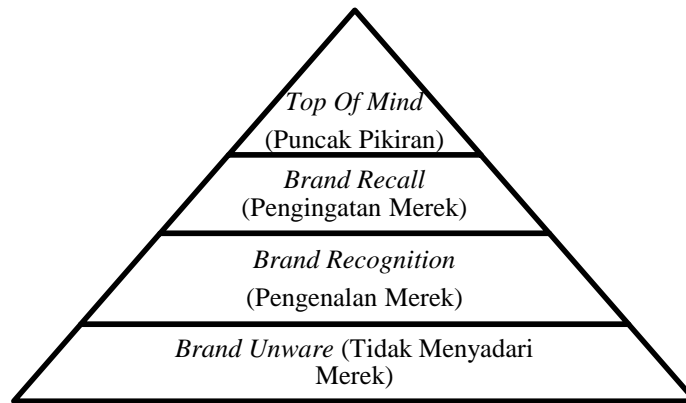 Top Of Mind
(Puncak Pikiran)
Brand Recall
(Pengingatan Merek)
Brand Recognition
(Pengenalan Merek)
Brand Unware (Tidak Menyadari
Merek)